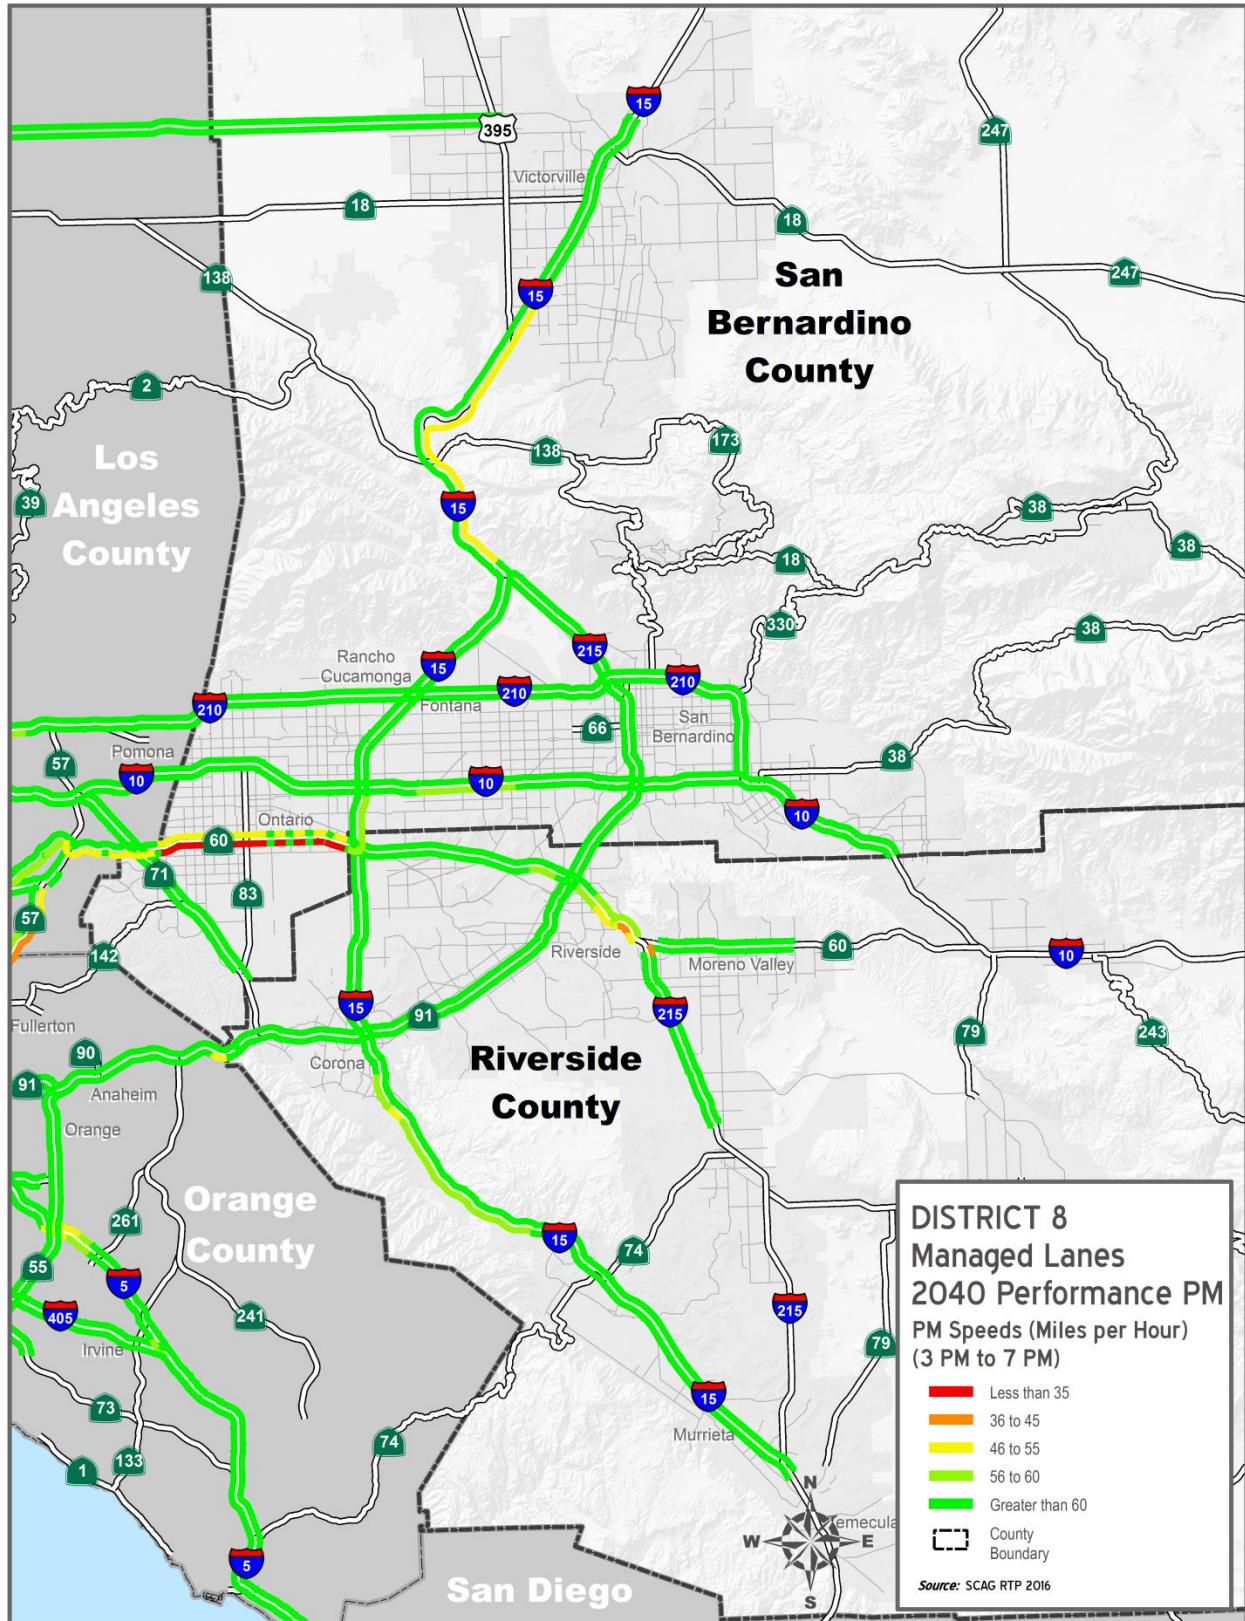 15
395
247
Victorville
18
18
138
247
15
San
Bernardino
County
2
173
138
Los
Angeles
County
39
15
38
38
18
330
38
215
Rancho
Cucamonga
15
210
210
210
Fontana
66
San
Bernardino
Pomona
57
10
10
38
Ontario
10
60
71
83
57
142
Riverside
Moreno Valley
60
10
15
91
215
Fullerton
79
243
90
Corona
Riverside
County
91
Anaheim
Orange
Orange
County
261
15
74
55
5
241
215
405
Irvine
79
73
15
Murrieta
74
1
133
N
W
E
S
Temecula
5
San Diego
DISTRICT 8
Managed Lanes
2040 Performance PM
PM Speeds (Miles per Hour)
(3 PM to 7 PM)
Less than 35
36 to 45
46 to 55
56 to 60
Greater than 60
County
Boundary
Source: SCAG RTP 2016